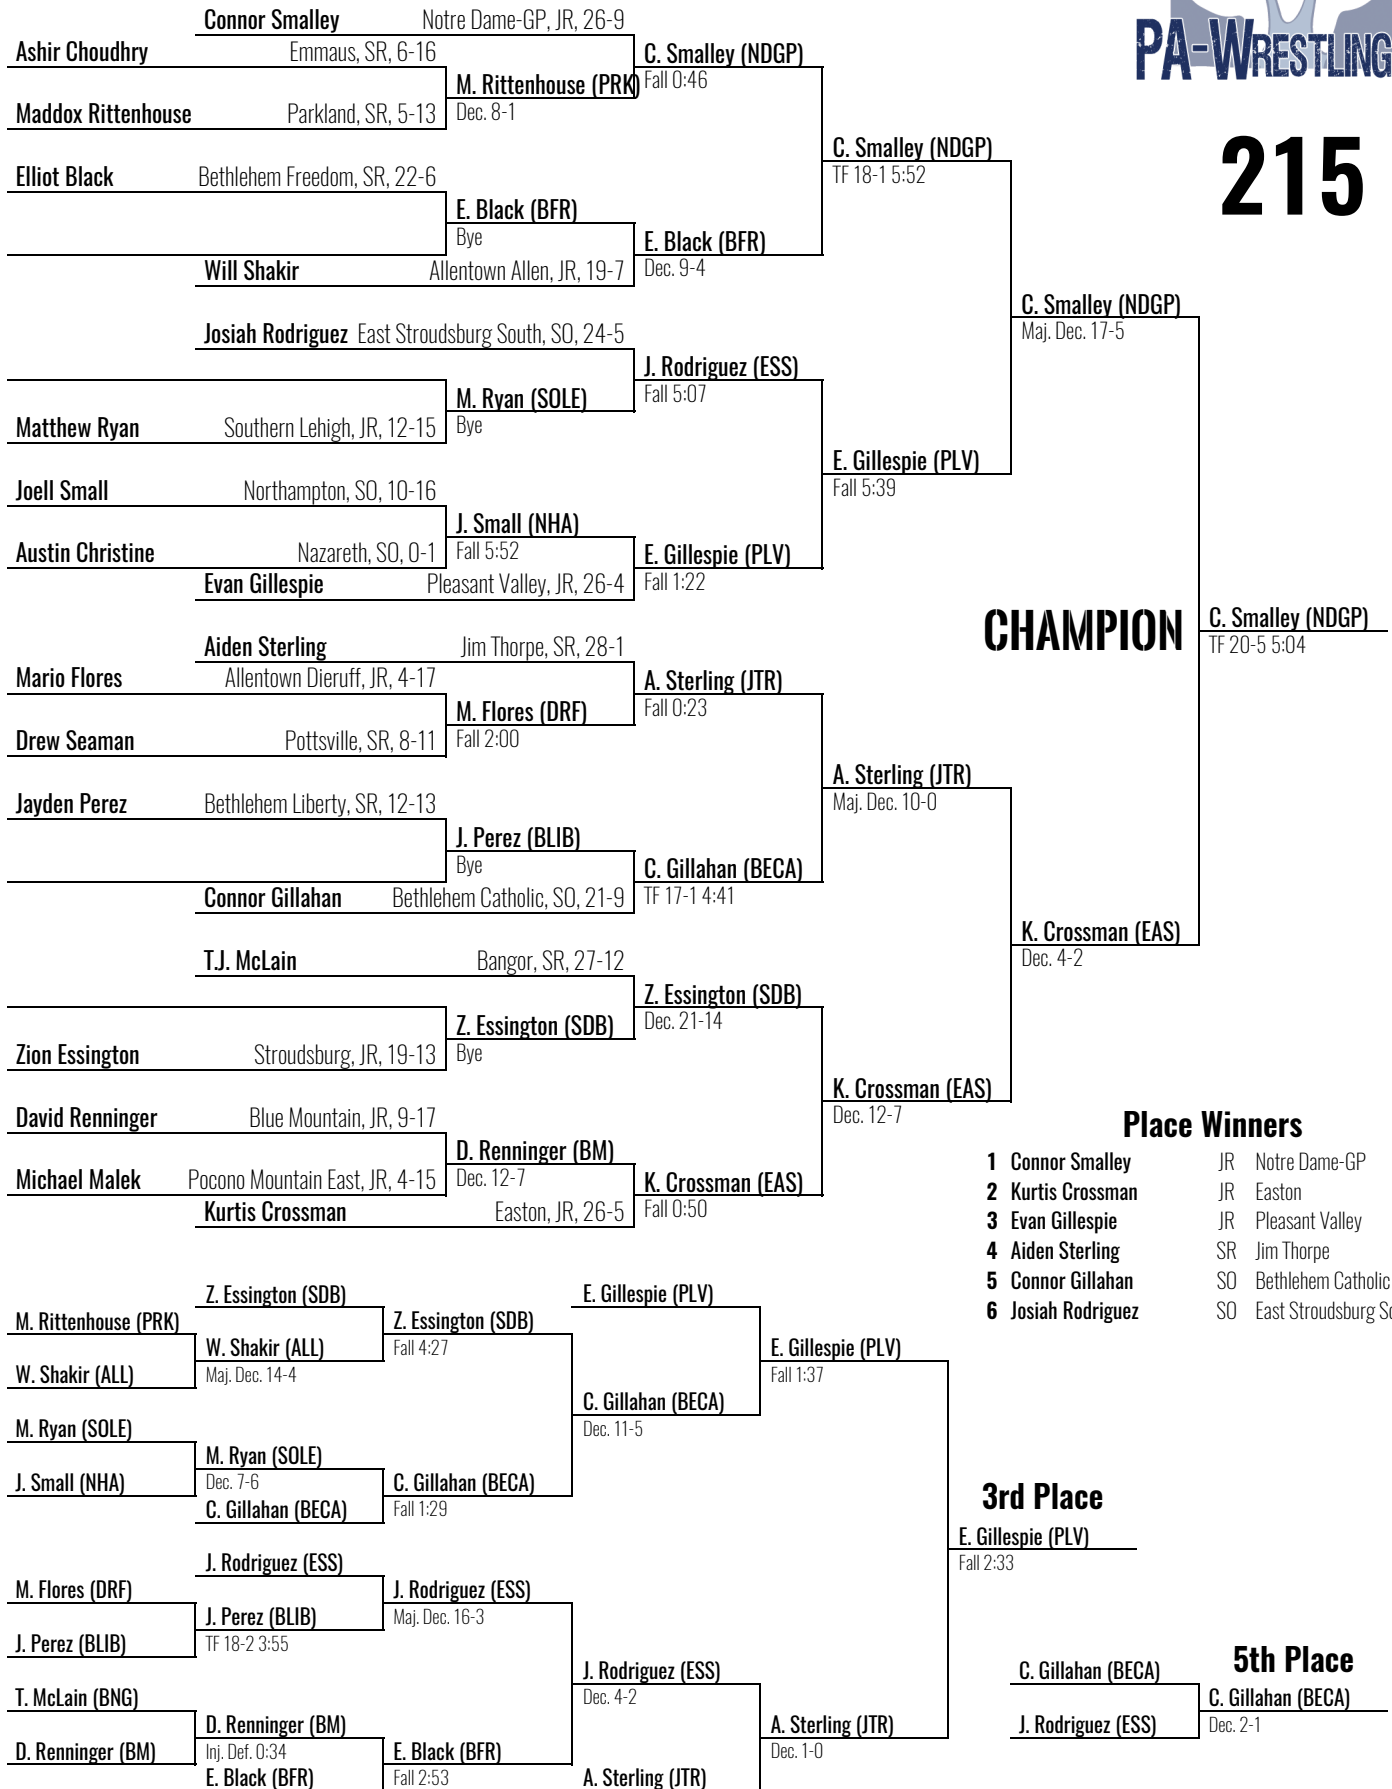 PA-WRESTLING
215
Connor Smalley Notre Dame-GP, JR, 26-9
Ashir Choudhry Emmaus, SR, 6-16
C. Smalley (NDGP)
Fall 0:46
M. Rittenhouse (PRK)
Dec. 8-1
Maddox Rittenhouse Parkland, SR, 5-13
C. Smalley (NDGP)
TF 18-1 5:52
Elliot Black Bethlehem Freedom, SR, 22-6
E. Black (BFR)
Bye
E. Black (BFR)
Dec. 9-4
Will Shakir Allentown Allen, JR, 19-7
C. Smalley (NDGP)
Maj. Dec. 17-5
Josiah Rodriguez East Stroudsburg South, SO, 24-5
J. Rodriguez (ESS)
Fall 5:07
M. Ryan (SOLE)
Bye
Matthew Ryan Southern Lehigh, JR, 12-15
E. Gillespie (PLV)
Fall 5:39
Joell Small Northampton, SO, 10-16
J. Small (NHA)
Fall 5:52
Austin Christine Nazareth, SO, 0-1
E. Gillespie (PLV)
Fall 1:22
Evan Gillespie Pleasant Valley, JR, 26-4
CHAMPION
C. Smalley (NDGP)
TF 20-5 5:04
Aiden Sterling Jim Thorpe, SR, 28-1
Mario Flores Allentown Dieruff, JR, 4-17
A. Sterling (JTR)
Fall 0:23
M. Flores (DRF)
Fall 2:00
Drew Seaman Pottsville, SR, 8-11
A. Sterling (JTR)
Maj. Dec. 10-0
Jayden Perez Bethlehem Liberty, SR, 12-13
J. Perez (BLIB)
Bye
C. Gillahan (BECA)
TF 17-1 4:41
Connor Gillahan Bethlehem Catholic, SO, 21-9
K. Crossman (EAS)
Dec. 4-2
T.J. McLain Bangor, SR, 27-12
Z. Essington (SDB)
Dec. 21-14
Z. Essington (SDB)
Bye
Zion Essington Stroudsburg, JR, 19-13
K. Crossman (EAS)
Dec. 12-7
David Renninger Blue Mountain, JR, 9-17
D. Renninger (BM)
Dec. 12-7
Michael Malek Pocono Mountain East, JR, 4-15
K. Crossman (EAS)
Fall 0:50
Kurtis Crossman Easton, JR, 26-5
Place Winners
1 Connor Smalley JR Notre Dame-GP
2 Kurtis Crossman JR Easton
3 Evan Gillespie JR Pleasant Valley
4 Aiden Sterling SR Jim Thorpe
5 Connor Gillahan SO Bethlehem Catholic
6 Josiah Rodriguez SO East Stroudsburg
Z. Essington (SDB)
M. Rittenhouse (PRK)
Z. Essington (SDB)
Fall 4:27
W. Shakir (ALL)
Maj. Dec. 14-4
W. Shakir (ALL)
E. Gillespie (PLV)
E. Gillespie (PLV)
Fall 1:37
C. Gillahan (BECA)
Dec. 11-5
M. Ryan (SOLE)
M. Ryan (SOLE)
Dec. 7-6
J. Small (NHA)
C. Gillahan (BECA)
Fall 1:29
C. Gillahan (BECA)
3rd Place
E. Gillespie (PLV)
Fall 2:33
J. Rodriguez (ESS)
M. Flores (DRF)
J. Rodriguez (ESS)
Maj. Dec. 16-3
J. Perez (BLIB)
TF 18-2 3:55
J. Perez (BLIB)
J. Rodriguez (ESS)
Dec. 4-2
T. McLain (BNG)
D. Renninger (BM)
Inj. Def. 0:34
D. Renninger (BM)
E. Black (BFR)
Fall 2:53
E. Black (BFR)
A. Sterling (JTR)
A. Sterling (JTR)
Dec. 1-0
5th Place
C. Gillahan (BECA)
C. Gillahan (BECA)
Dec. 2-1
J. Rodriguez (ESS)